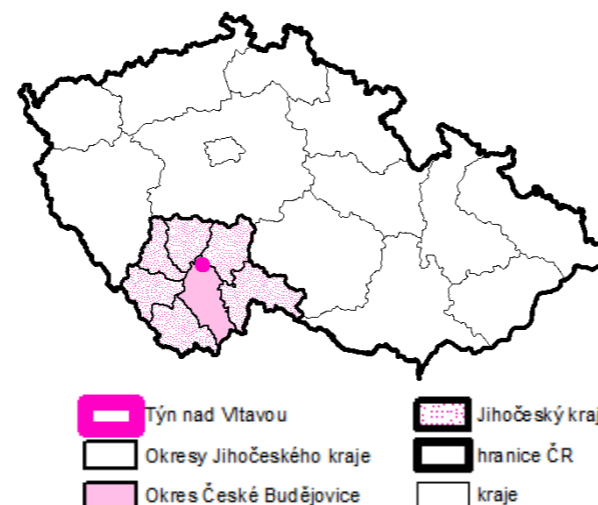 Týn nad Vltavou
Jihočeský kraj
Okresy Jihočeského kraje
hranice ČR
Okres České Budějovice
kraje